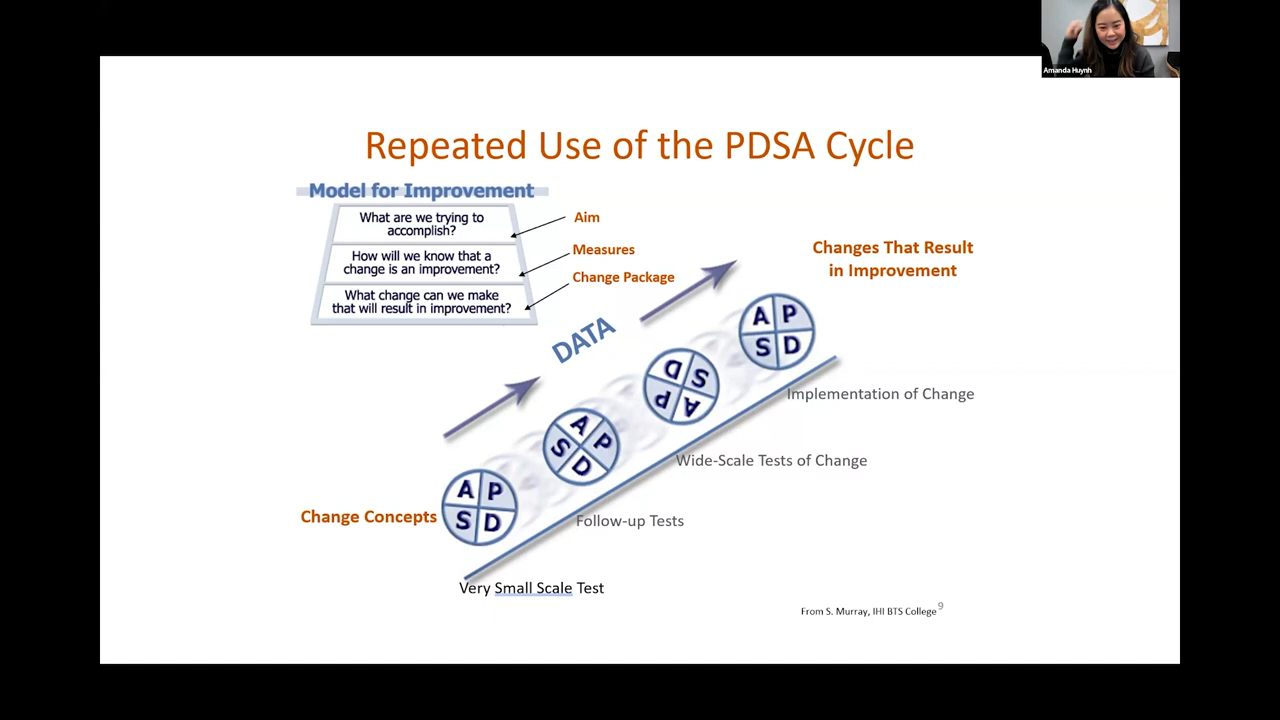 Amanda Huynh
Repeated Use of the PDSA Cycle
Model for Improvement
What are we trying to
accomplish?
How will we know that a
change is an improvement?
What change can we make
that will result in improvement?
Aim
Measures
Change Package
Changes That Result
in Improvement
DATA
A P
S D
A P
S D
A P
S D
A P
S D
Implementation of Change
Wide-Scale Tests of Change
Change Concepts
Follow-up Tests
Very Small Scale Test
From S. Murray, IHI BTS College
9